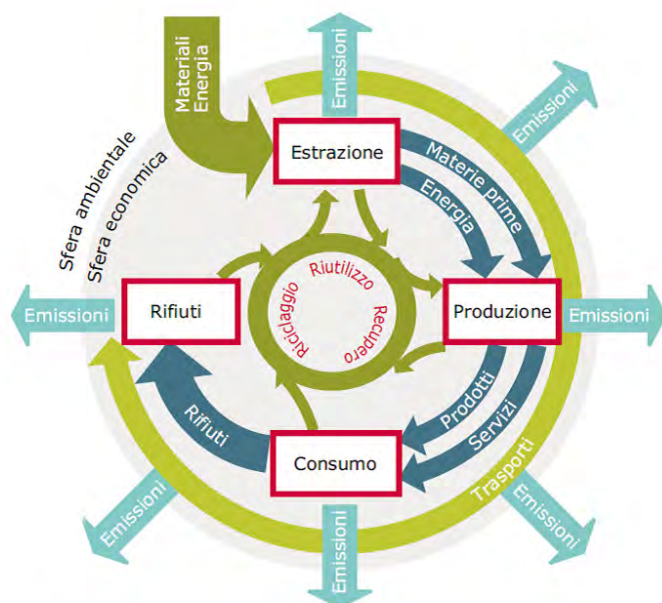 Materiali
Energia
Emissioni
Emissioni
Estrazione
Materie prime
Energia
Sfera ambientale
Sfera economica
Riciclaggio
Riutilizzo
Recupero
Emissioni
Rifiuti
Produzione
Emissioni
Rifiuti
Prodotti
Servizi
Consumo
Trasporti
Emissioni
Emissioni
Emissioni